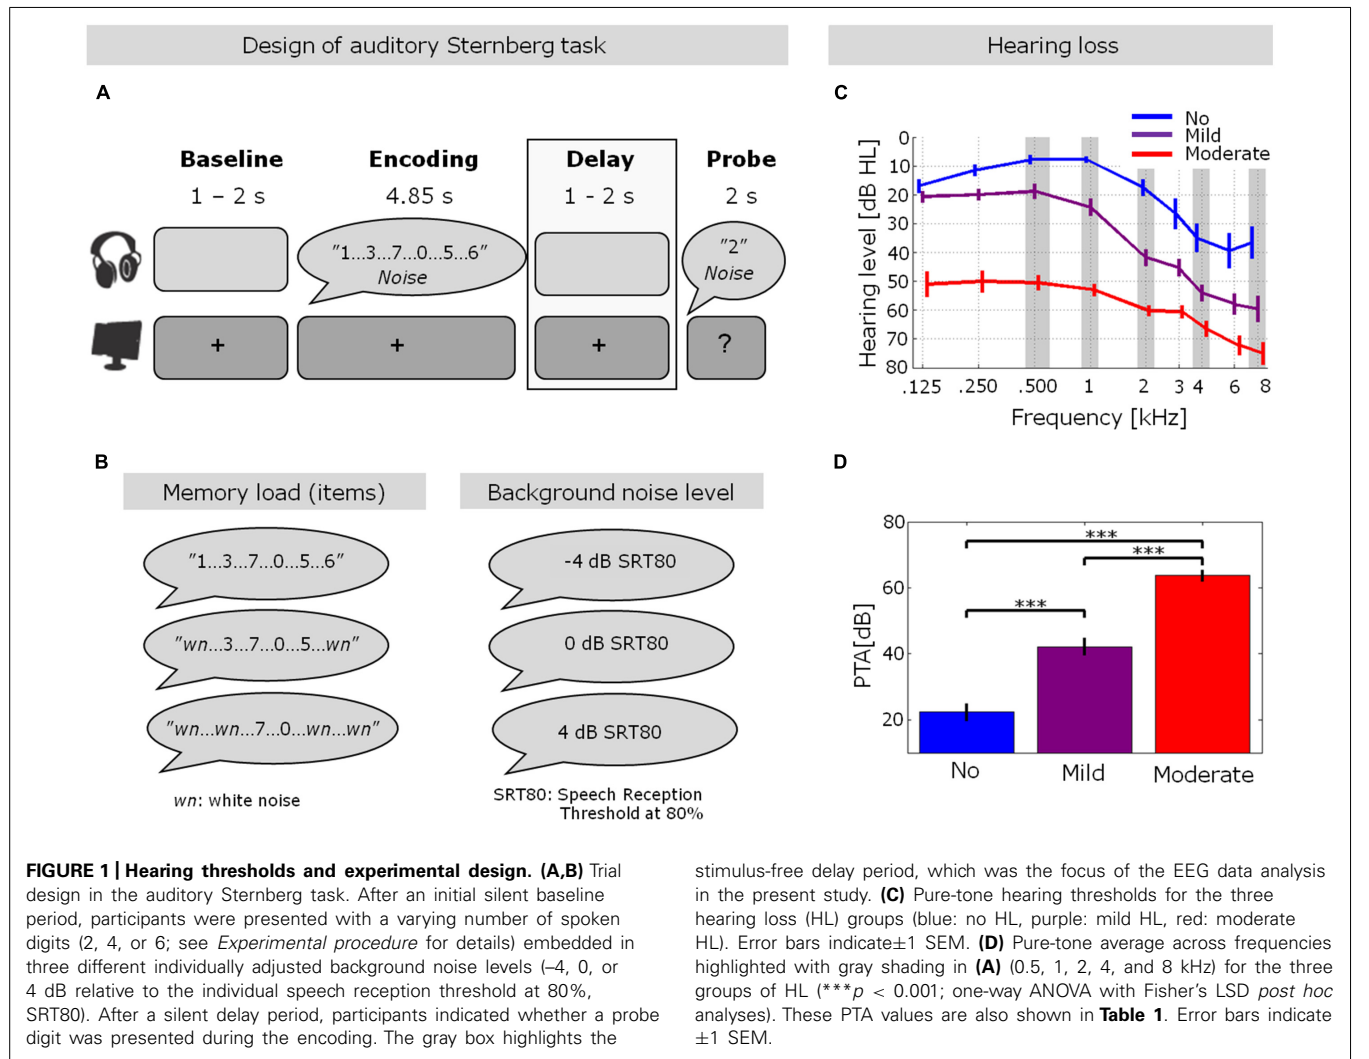 Design of auditory Sternberg task
A
Baseline Encoding Delay Probe
1 – 2 s 4.85 s 1 - 2 s 2 s
"1...3...7...0...5...6"
Noise
"2"
Noise
+ + + ?
B
Memory load (items)
"1...3...7...0...5...6"
"wn...3...7...0...5...wn"
"wn...wn...7...0...wn...wn"
wn: white noise
Background noise level
-4 dB SRT80
0 dB SRT80
4 dB SRT80
SRT80: Speech Reception
Threshold at 80%
Hearing loss
C
No
Mild
Moderate
Hearing level [dB HL]
0
10
20
30
40
50
60
70
80
.125 .250 .500 1 2 3 4 6 8
Frequency [kHz]
D
PTA[dB]
80
60
40
20
***
***
***
No Mild Moderate
FIGURE 1 | Hearing thresholds and experimental design. (A,B) Trial
design in the auditory Sternberg task. After an initial silent baseline
period, participants were presented with a varying number of spoken
digits (2, 4, or 6; see Experimental procedure for details) embedded in
three different individually adjusted background noise levels (–4, 0, or
4 dB relative to the individual speech reception threshold at 80%,
SRT80). After a silent delay period, participants indicated whether a probe
digit was presented during the encoding. The gray box highlights the
stimulus-free delay period, which was the focus of the EEG data analysis
in the present study. (C) Pure-tone hearing thresholds for the three
hearing loss (HL) groups (blue: no HL, purple: mild HL, red: moderate
HL). Error bars indicate±1 SEM. (D) Pure-tone average across frequencies
highlighted with gray shading in (A) (0.5, 1, 2, 4, and 8 kHz) for the three
groups of HL (***p < 0.001; one-way ANOVA with Fisher's LSD post hoc
analyses). These PTA values are also shown in Table 1. Error bars indicate
±1 SEM.